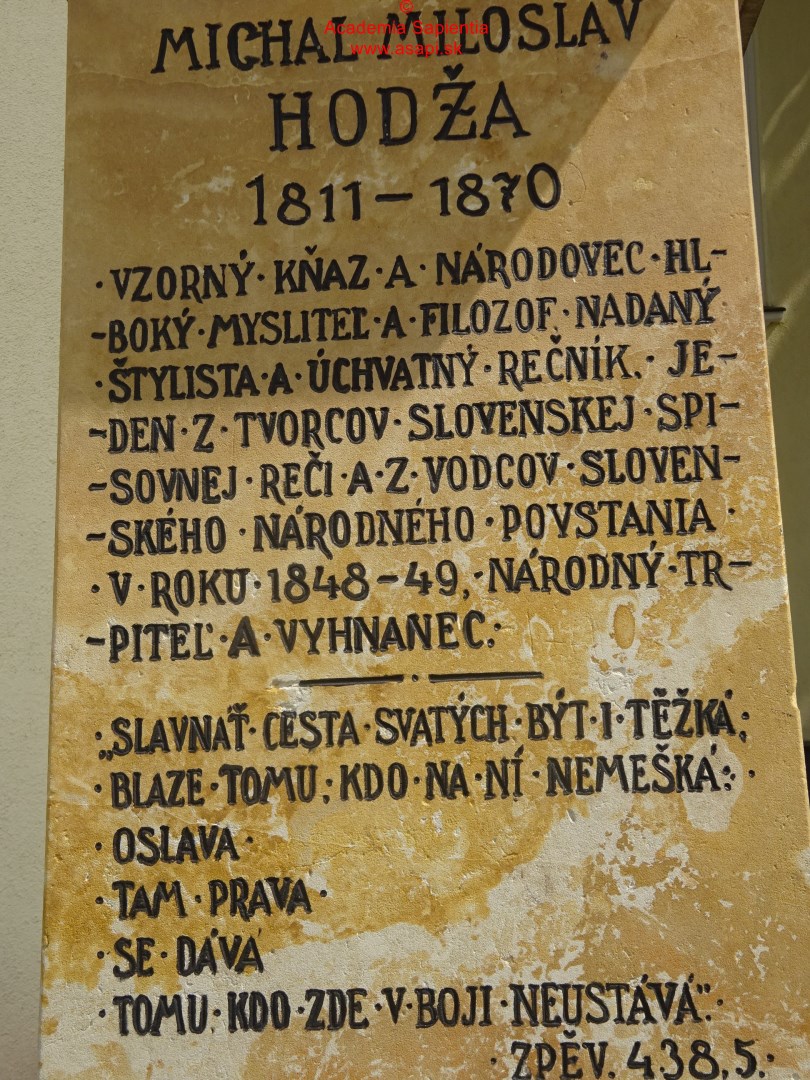 ©
Academia Sapientia
www.asapi.sk
MICHAL MILOSLAV
HODŽA
1811 – 1870
·VZORNÝ·KŇAZ·A·NÁRODOVEC·HL-
-BOKÝ·MYSLITEĽ·A·FILOZOF, NADANÝ
·ŠTYLISTA·A·ÚCHVATNÝ·REČNÍK.·JE-
-DEN·Z·TVORCOV·SLOVENSKEJ·SPI-
-SOVNEJ·REČI·A·Z·VODCOV·SLOVEN-
-SKÉHO·NÁRODNÉHO·POVSTANIA·
·V·ROKU·1848-49,·NÁRODNÝ·TR-
-PITEĽ·A·VYHNANEC:
·„SLAVNAŤ·CESTA·SVATÝCH·BÝT·I·TĚŽKÁ;
·BLAZE·TOMU;·KDO·NA·NÍ·NEMEŠKÁ:·
·OSLAVA·
·TAM·PRAVA·
·SE·DÁVA
·TOMU,·KDO·ZDE·V·BOJI·NEUSTÁVÁ“.·
·ZPĚV. 438,5.·